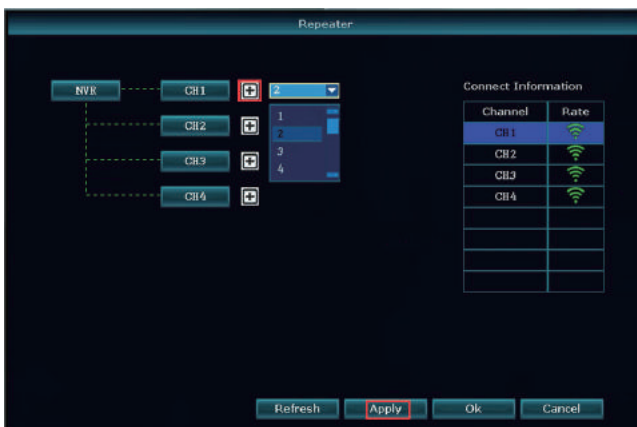 Repeater
NVR CH1 2
CH2
CH3
CH4
1
2
3
4
Connect Information
Channel Rate
CH1
CH2
CH3
CH4
Refresh Apply Ok Cancel